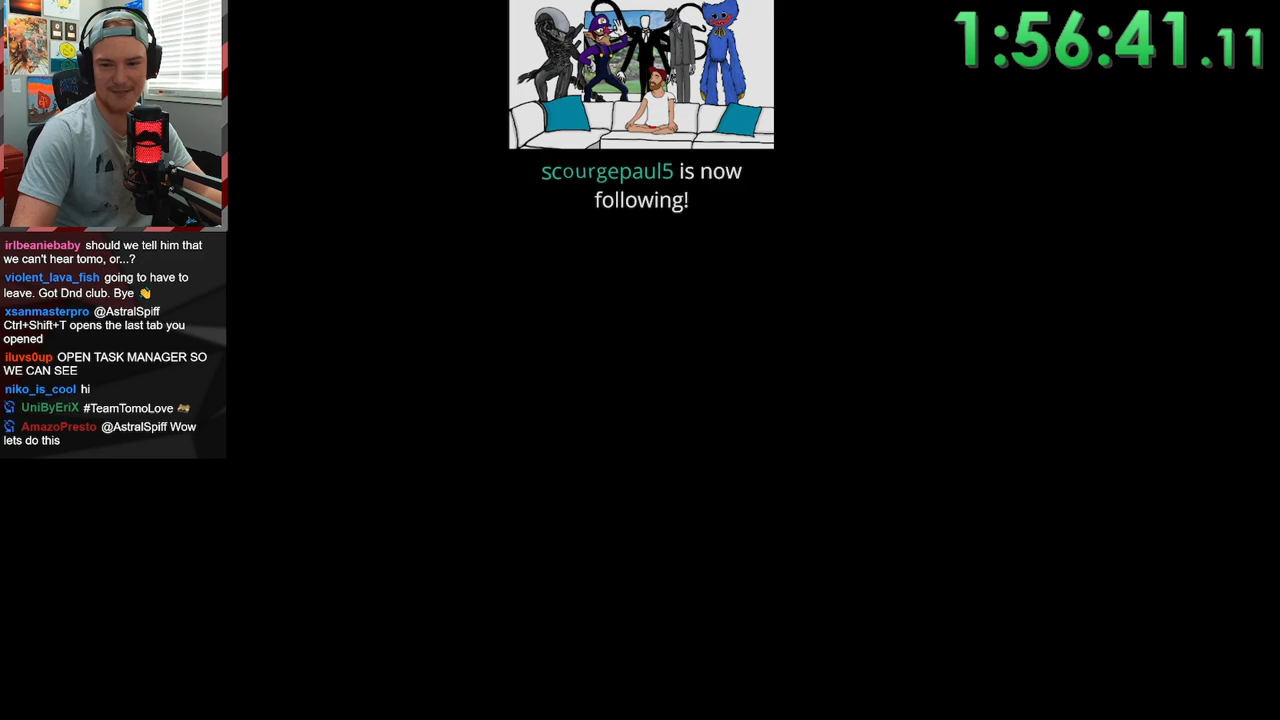 1:56:41.11
scourgepaul5 is now
following!
irlbeaniebaby should we tell him that
we can't hear tomo, or...?
violent_lava_fish going to have to
leave. Got Dnd club. Bye 👋
xsanmasterpro @AstralSpiff
Ctrl+Shift+T opens the last tab you
opened
iluvs0up OPEN TASK MANAGER SO
WE CAN SEE
niko_is_cool hi
UniByEriX #TeamTomoLove
AmazoPresto @AstralSpiff Wow
lets do this